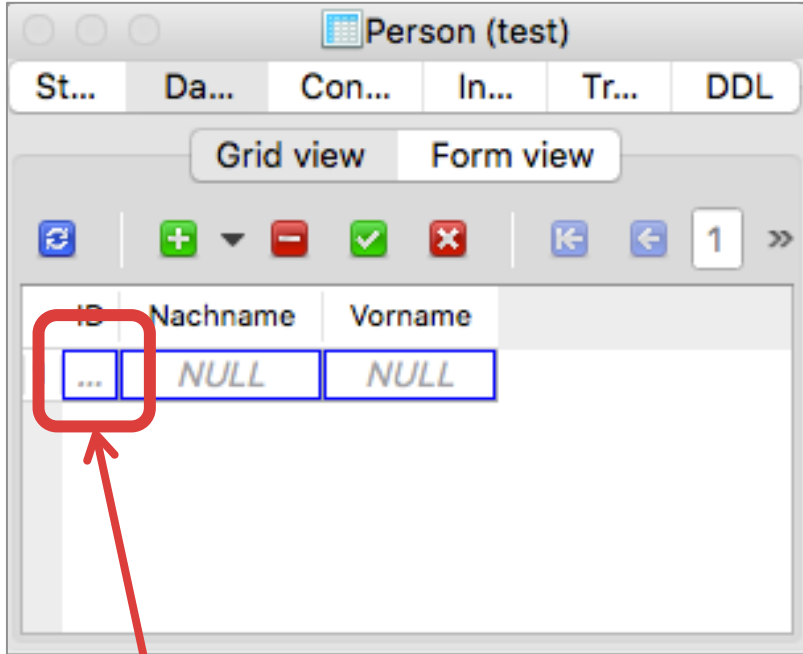 Person (test)
St... Da... Con... In... Tr... DDL
Grid view Form view
1 »
ID Nachname Vorname
... NULL NULL